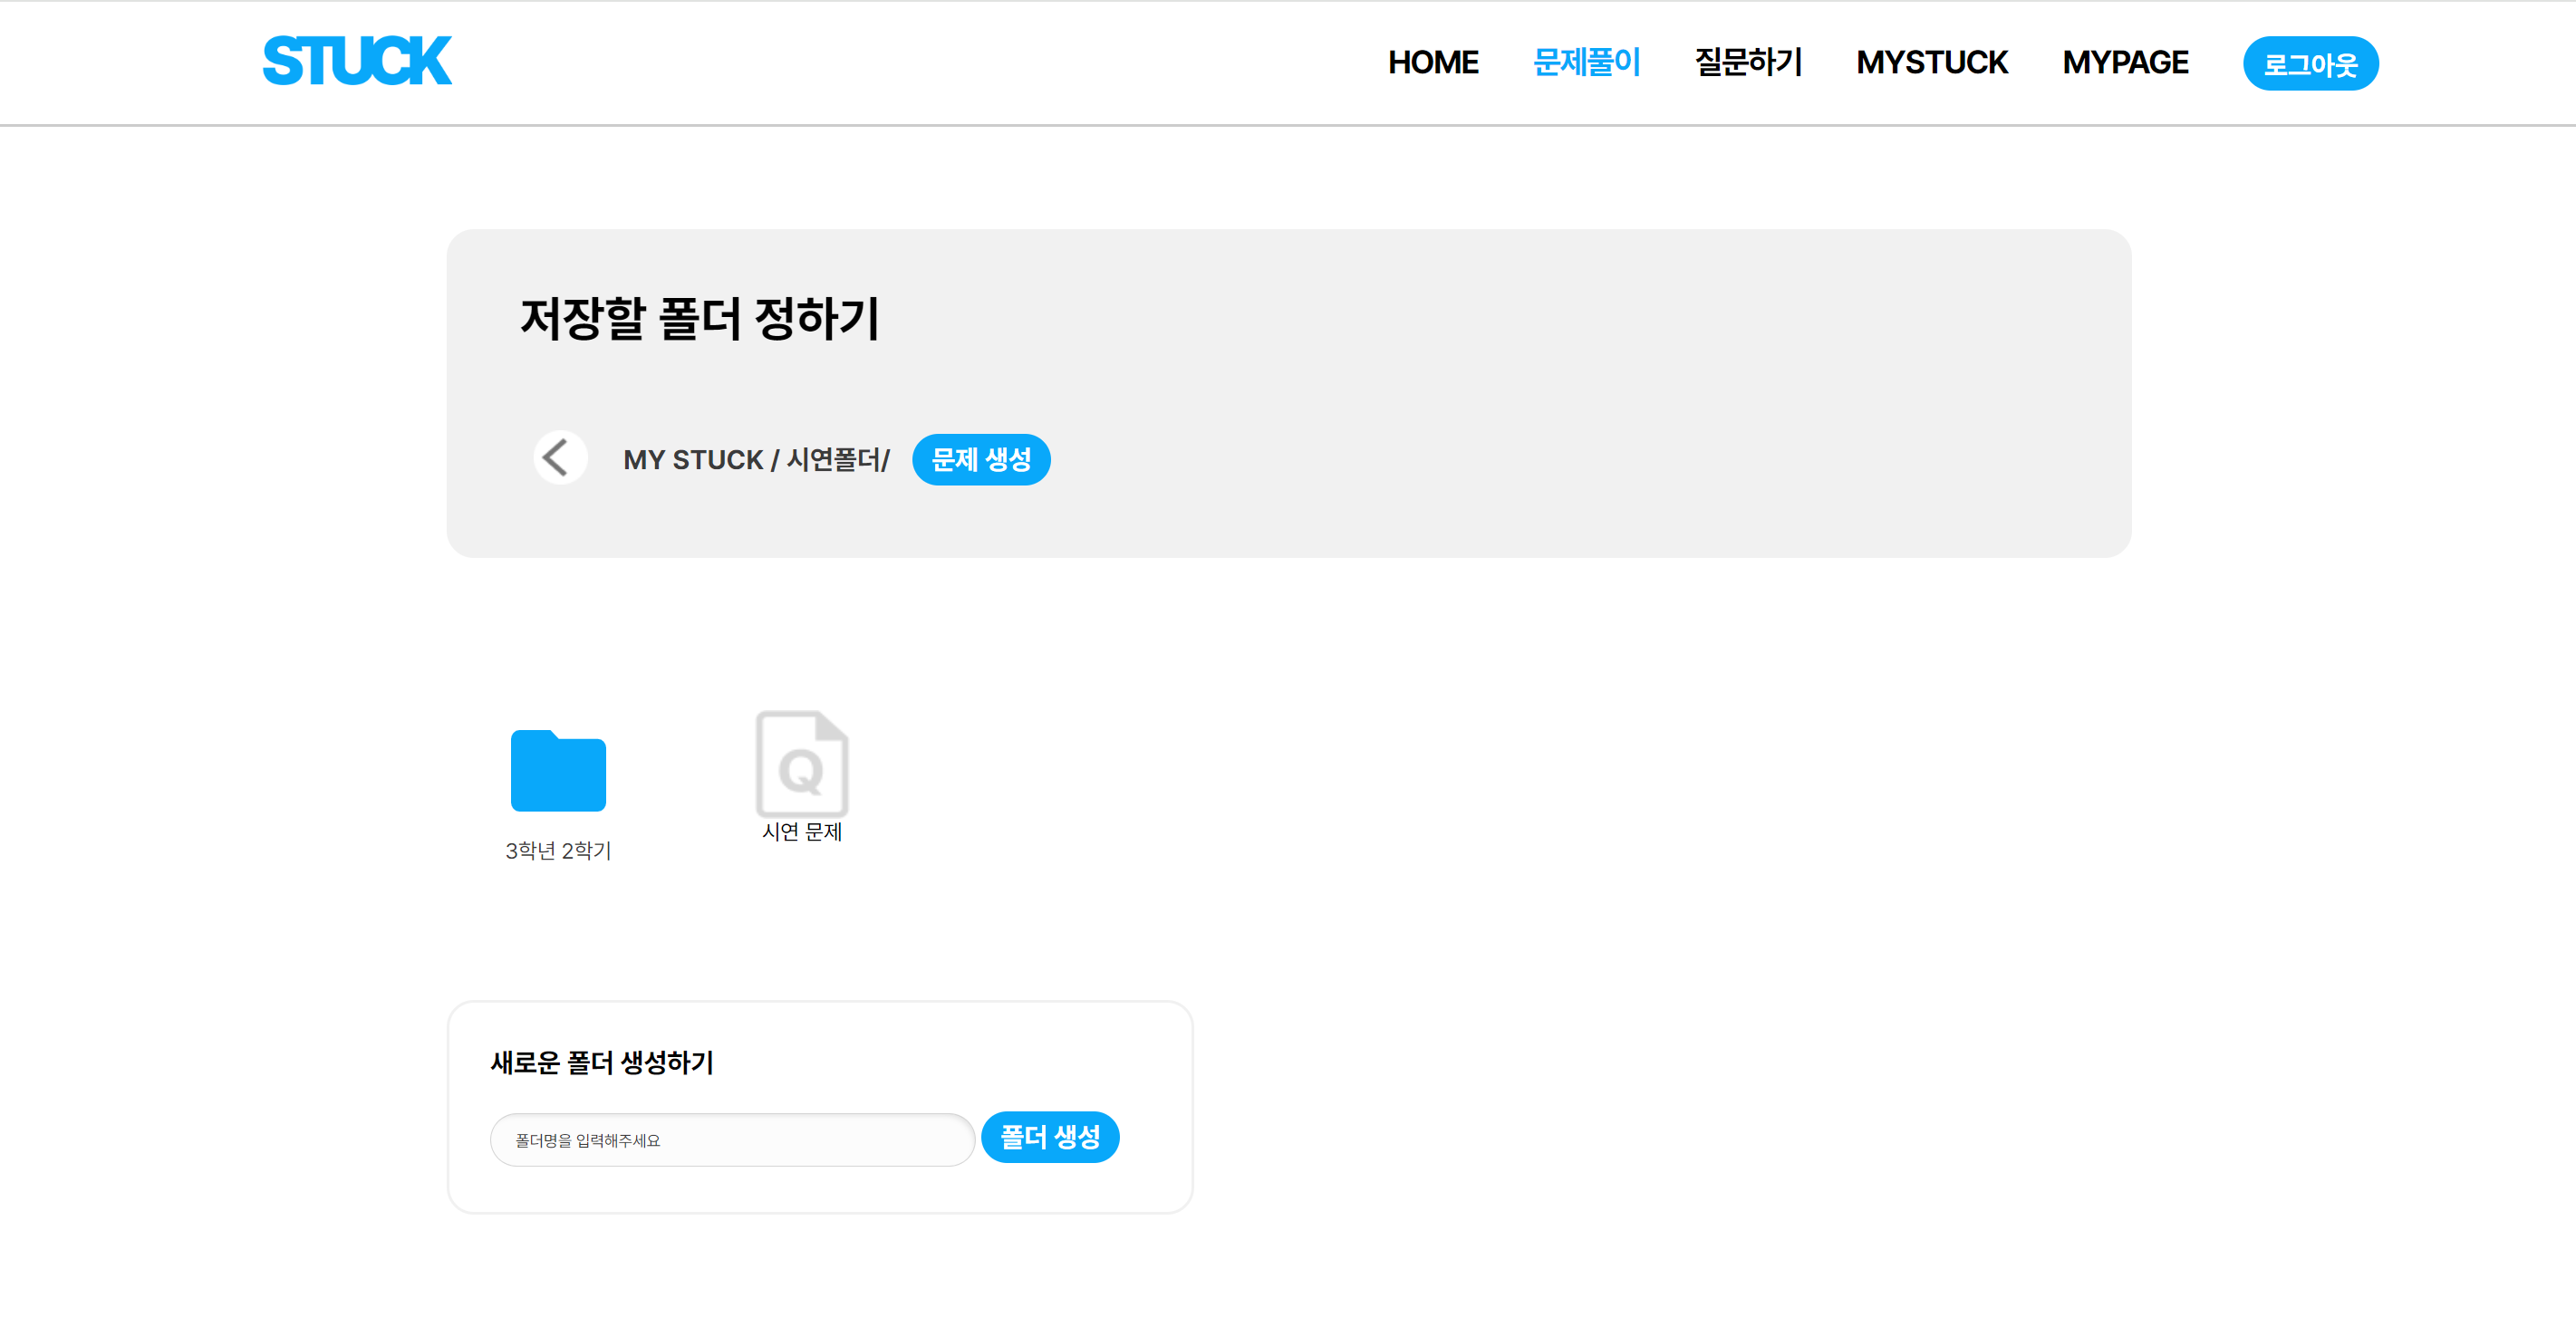 STUCK
HOME 문제풀이 질문하기 MYSTUCK MYPAGE 로그아웃
저장할 폴더 정하기
MY STUCK / 시연폴더/ 문제 생성
Q
시연 문제
3학년 2학기
새로운 폴더 생성하기
폴더명을 입력해주세요 폴더 생성